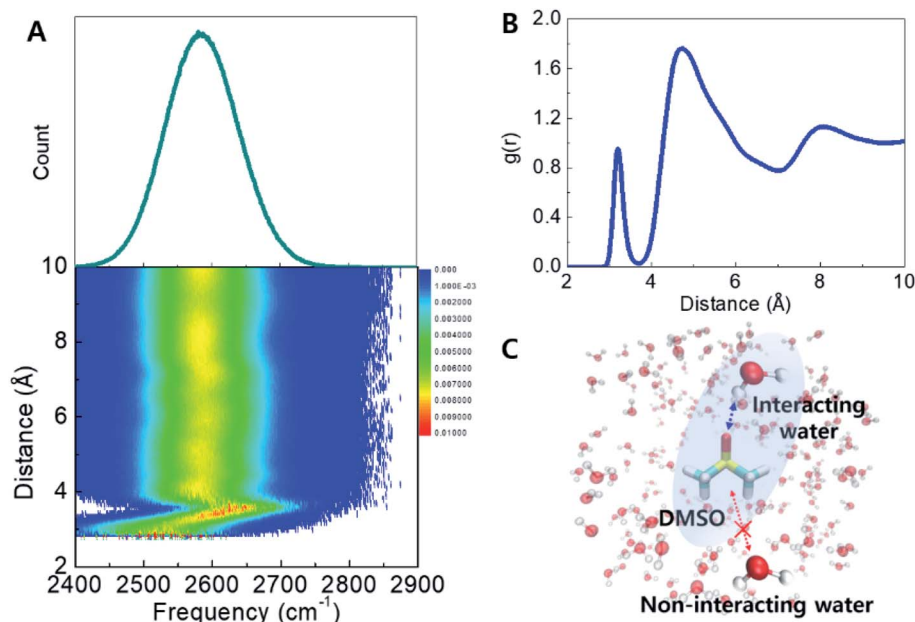 A
Count
10
8
6
4
2
Distance (Å)
2400 2500 2600 2700 2800 2900
Frequency (cm-1)
0.000
1.000E-03
0.002000
0.003000
0.004000
0.005000
0.006000
0.007000
0.008000
0.009000
0.01000
B
2.0
1.6
1.2
0.8
0.4
0.0
g(r)
2 4 6 8 10
Distance (Å)
C
Interacting
water
DMSO
Non-interacting water